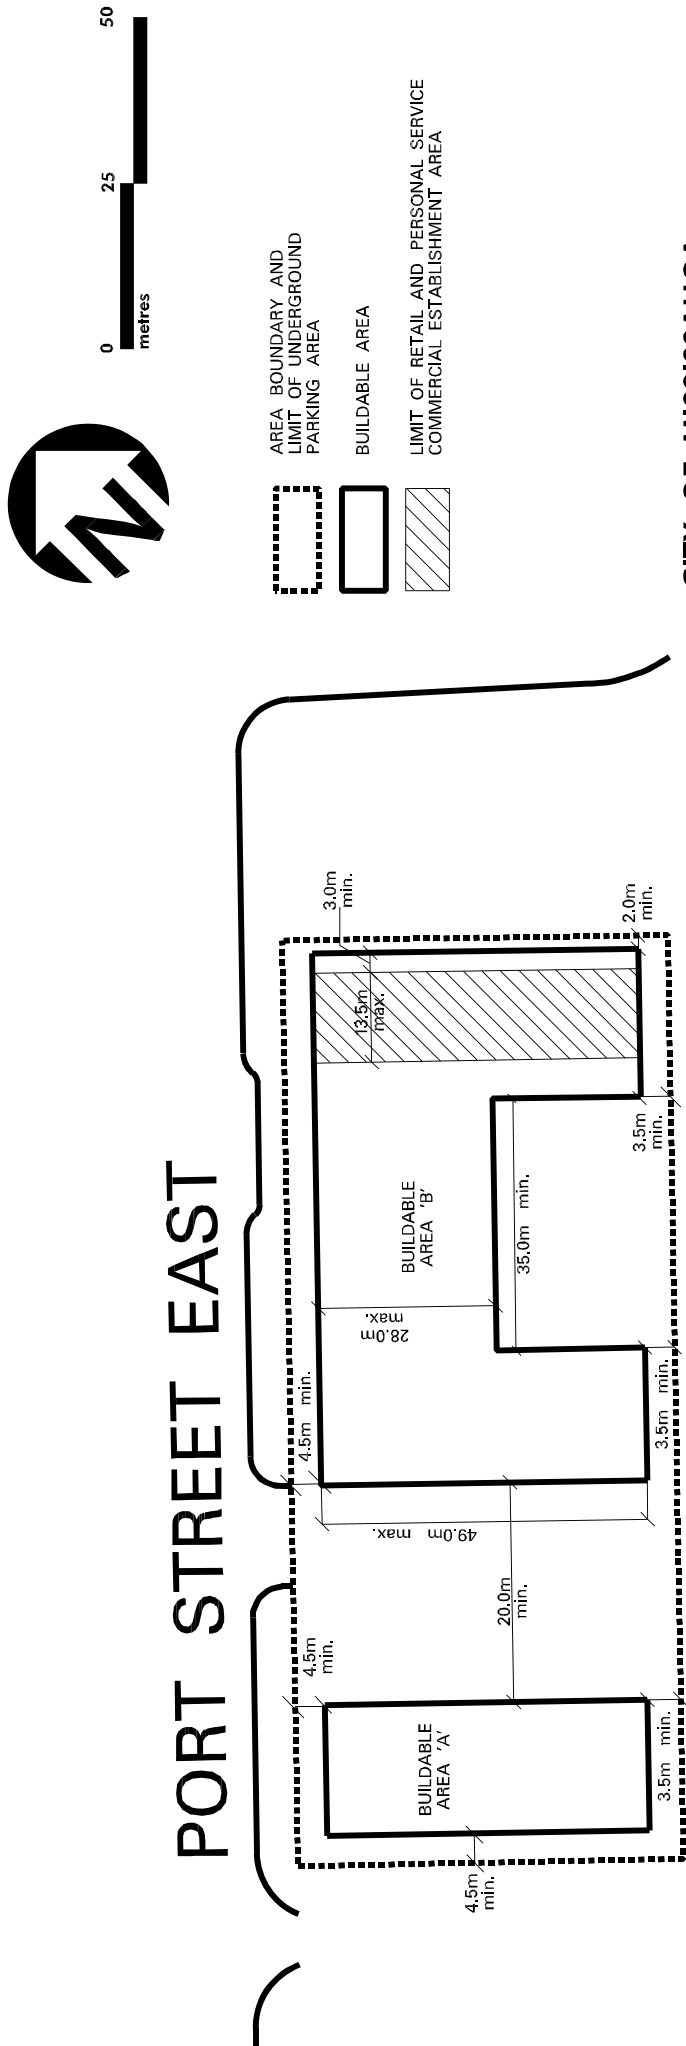 50
25
0
metres
N
AREA BOUNDARY AND
LIMIT OF UNDERGROUND
PARKING AREA
BUILDABLE AREA
LIMIT OF RETAIL AND PERSONAL SERVICE
COMMERCIAL ESTABLISHMENT AREA
PORT STREET EAST
3.0m
min.
2.0m
min.
13.5m
max.
3.5m
min.
BUILDABLE
AREA 'B'
35.0m min.
28.0m
max.
4.5m min.
3.5m min.
49.0m max.
20.0m
min.
4.5m
min.
BUILDABLE
AREA 'A'
3.5m min.
4.5m
min.